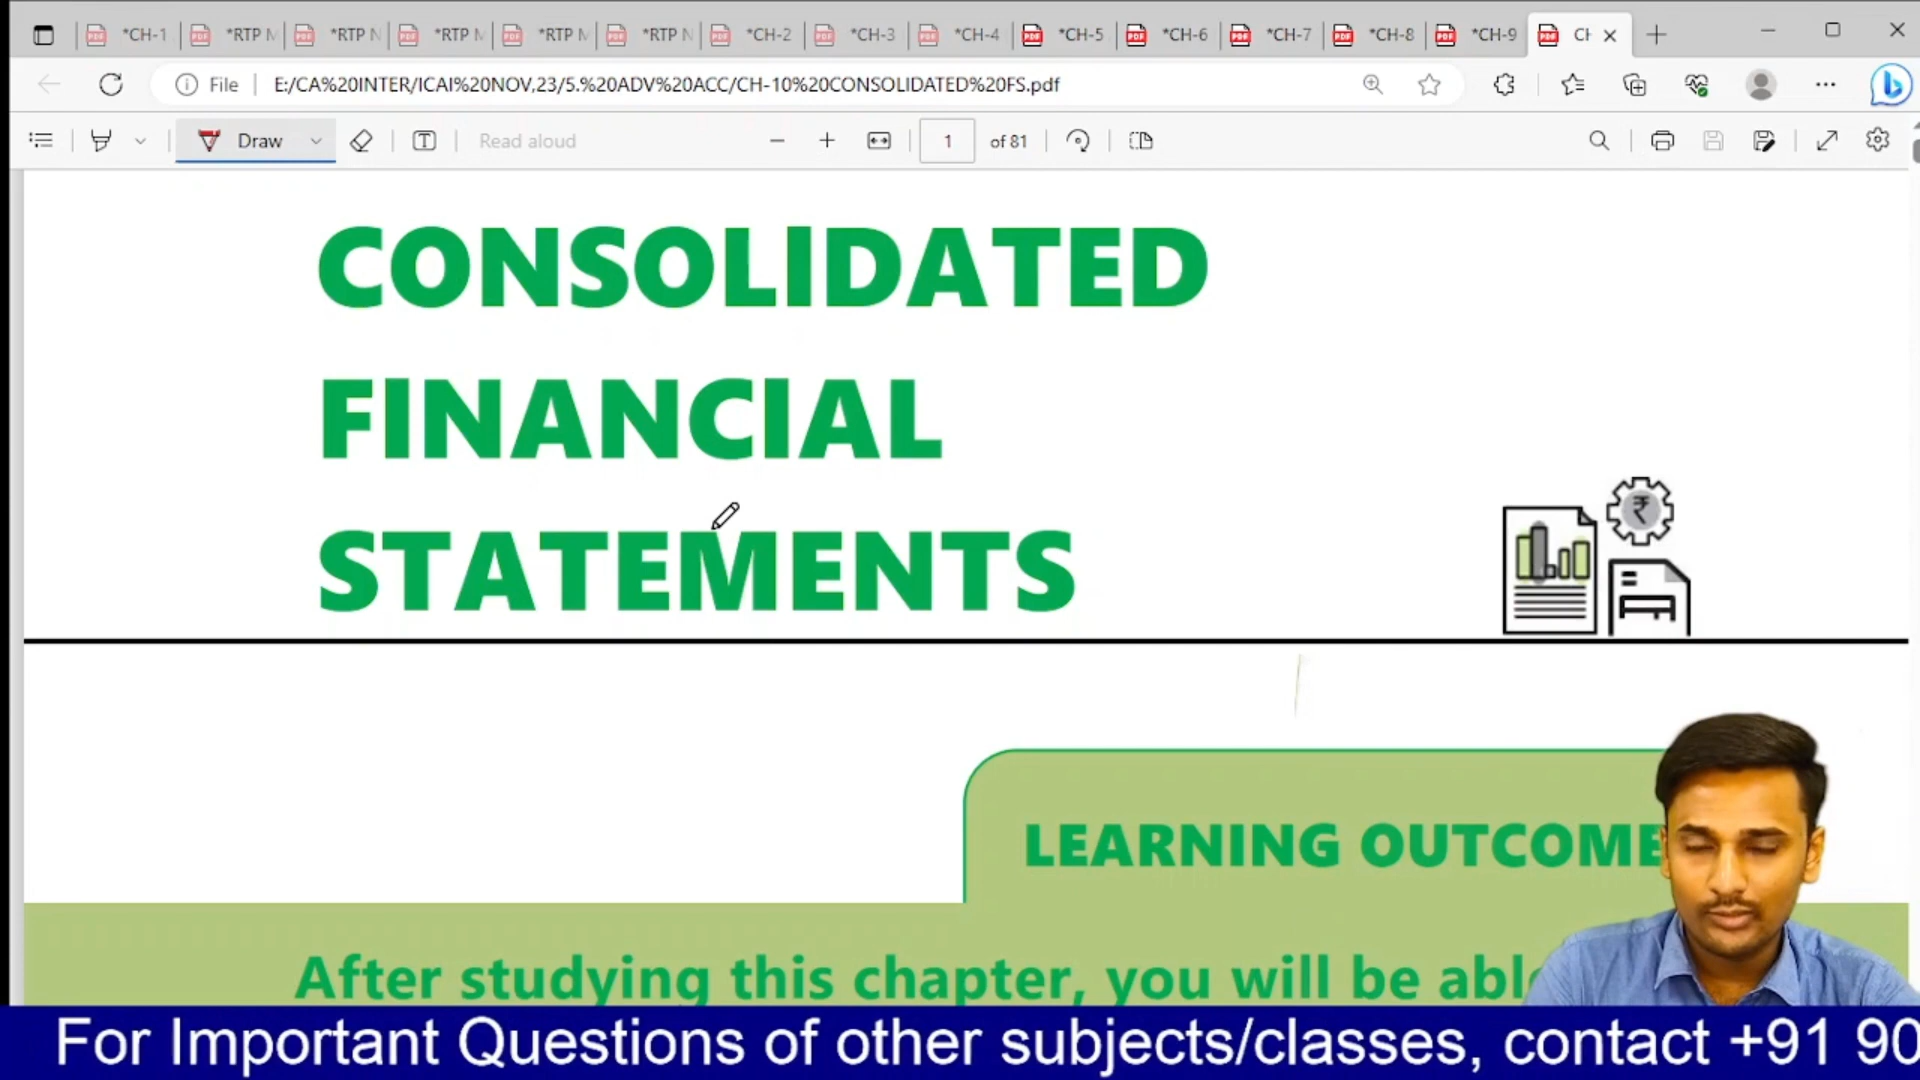 *CH-1 *RTP M *RTP N *RTP M *RTP M *RTP N *CH-2 *CH-3 *CH-4 *CH-5 *CH-6 *CH-7 *CH-8 *CH-9 CH
File E:/CA%20INTER/ICAI%20NOV,23/5.%20ADV%20ACC/CH-10%20CONSOLIDATED%20FS.pdf
Draw Read aloud 1 of 81
CONSOLIDATED
FINANCIAL
STATEMENTS
₹
LEARNING OUTCOME
After studying this chapter, you will be able
For Important Questions of other subjects/classes, contact +91 90